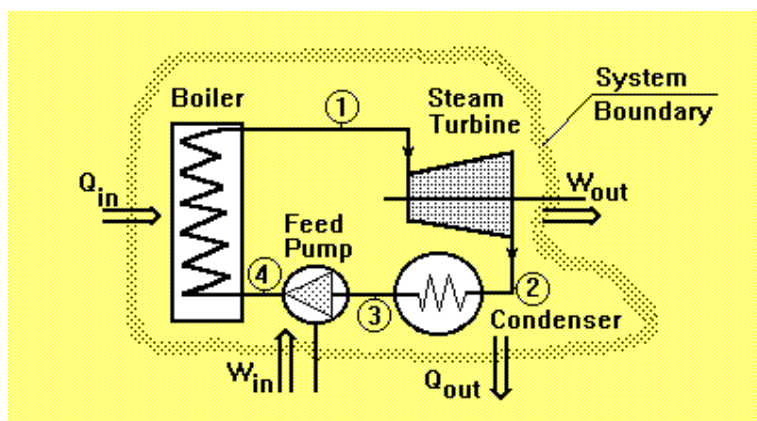 System
Boundary
Boiler
1
Steam
Turbine
Qin
Wout
Feed
Pump
4
3
2
Condenser
Win
Qout